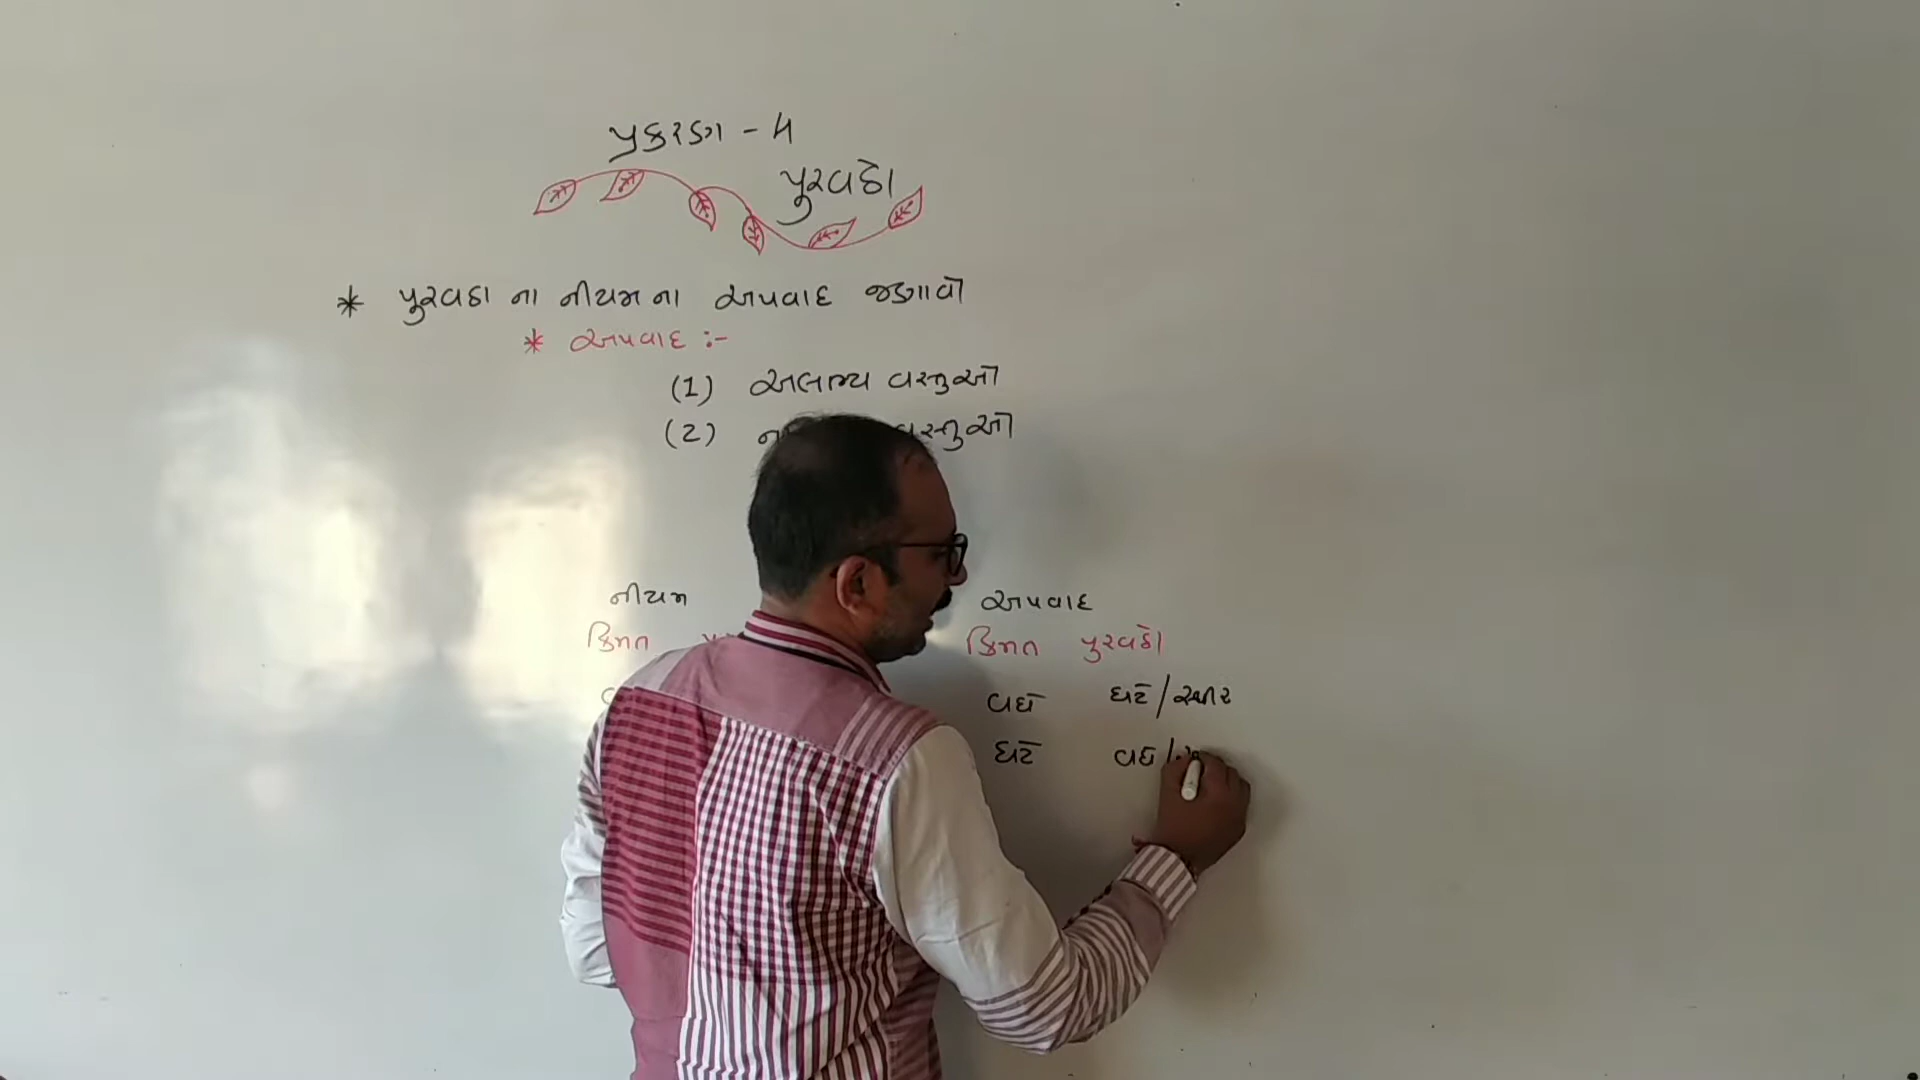 પ્રકરણ - ૫
પુરવઠો
* પુરવઠા ના નીયમ ના અપવાદ જણાવો
* અપવાદ :-
(1) અલભ્ય વસ્તુઓ
(2) વસ્તુઓ
નીયમ અપવાદ
કિંમત કિંમત પુરવઠો
વધે ઘટે / સ્થિર
ઘટે વધે /